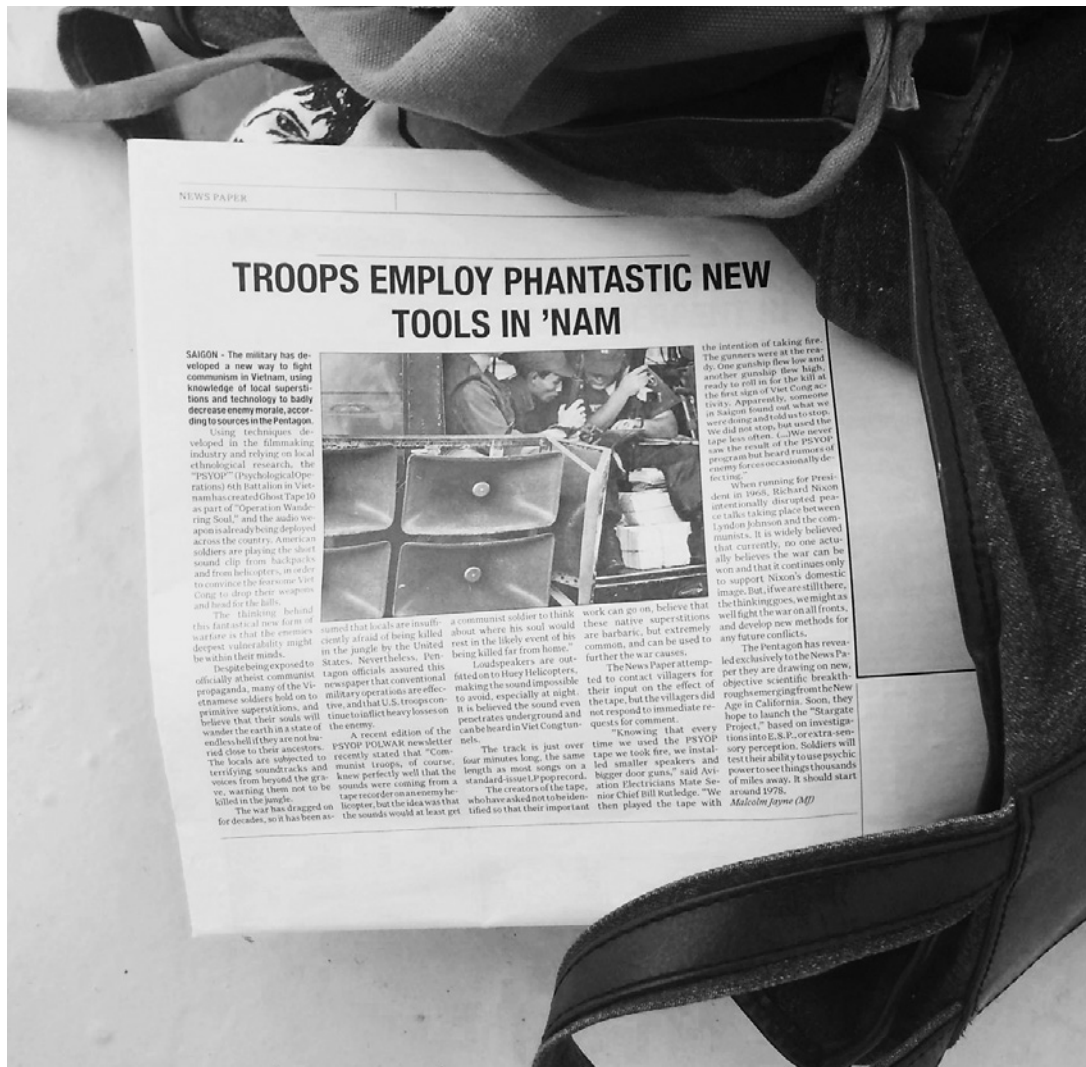 NEWS PAPER
TROOPS EMPLOY PHANTASTIC NEW
TOOLS IN ’NAM
SAIGON - The military has de-
veloped a new way to fight
communism in Vietnam, using
knowledge of local supersti-
tions and technology to badly
decrease enemy morale, accor-
ding to sources in the Pentagon.
Using techniques de-
veloped in the filmmaking
industry and relying on local
ethnological research, the
"PSYOP" (Psychological Ope-
rations) 6th Battalion in Viet-
nam has created Ghost Tape 10
as part of "Operation Wande-
ring Soul," and the audio we-
apon is already being deployed
across the country. American
soldiers are playing the short
sound clip from backpacks
and from helicopters, in order
to convince the fearsome Viet
Cong to drop their weapons
and head for the hills.
The thinking behind
this fantastical new form of
warfare is that the enemies
deepest vulnerability might
be within their minds.
Despite being exposed to
officially atheist communist
propaganda, many of the Vi-
etnamese soldiers hold on to
primitive superstitions, and
believe that their souls will
wander the earth in a state of
endless hell if they are not bu-
ried close to their ancestors.
The locals are subjected to
terrifying soundtracks and
voices from beyond the gra-
ve, warning them not to be
killed in the jungle.
The war has dragged on
for decades, so it has been as-
sumed that locals are insuffi-
ciently afraid of being killed
in the jungle by the United
States. Nevertheless, Pen-
tagon officials assured this
newspaper that conventional
military operations are effec-
tive, and that U.S. troops con-
tinue to inflict heavy losses on
the enemy.
A recent edition of the
PSYOP POLWAR newsletter
recently stated that "Com-
munist troops, of course,
knew perfectly well that the
sounds were coming from a
tape recorder on an enemy he-
licopter, but the idea was that
the sounds would at least get
a communist soldier to think
about where his soul would
rest in the likely event of his
being killed far from home."
Loudspeakers are out-
fitted on to Huey Helicopters,
making the sound impossible
to avoid, especially at night.
It is believed the sound even
penetrates underground and
can be heard in Viet Cong tun-
nels.
The track is just over
four minutes long, the same
length as most songs on a
standard-issue LP pop record.
The creators of the tape,
who have asked not to be iden-
tified so that their important
work can go on, believe that
these native superstitions
are barbaric, but extremely
common, and can be used to
further the war causes.
The News Paper attemp-
ted to contact villagers for
their input on the effect of
the tape, but the villagers did
not respond to immediate re-
quests for comment.
"Knowing that every
time we used the PSYOP
tape we took fire, we instal-
led smaller speakers and
bigger door guns," said Avi-
ation Electricians Mate Se-
nior Chief Bill Rutledge. "We
then played the tape with
the intention of taking fire.
The gunners were at the rea-
dy. One gunship flew low and
another gunship flew high,
ready to roll in for the kill at
the first sign of Viet Cong ac-
tivity. Apparently, someone
in Saigon found out what we
were doing and told us to stop.
We did not stop, but used the
tape less often. (...)We never
saw the result of the PSYOP
program but heard rumors of
enemy forces occasionally de-
fecting."
When running for Presi-
dent in 1968, Richard Nixon
intentionally disrupted pea-
ce talks taking place between
Lyndon Johnson and the com-
munists. It is widely believed
that currently, no one actu-
ally believes the war can be
won and that it continues only
to support Nixon's domestic
image. But, if we are still there,
the thinking goes, we might as
well fight the war on all fronts,
and develop new methods for
any future conflicts.
The Pentagon has revea-
led exclusively to the News Pa-
per they are drawing on new,
objective scientific breakth-
roughs emerging from the New
Age in California. Soon, they
hope to launch the "Stargate
Project," based on investiga-
tions into E.S.P., or extra-sen-
sory perception. Soldiers will
test their ability to use psychic
power to see things thousands
of miles away. It should start
around 1978.
Malcolm Jayne (MJ)